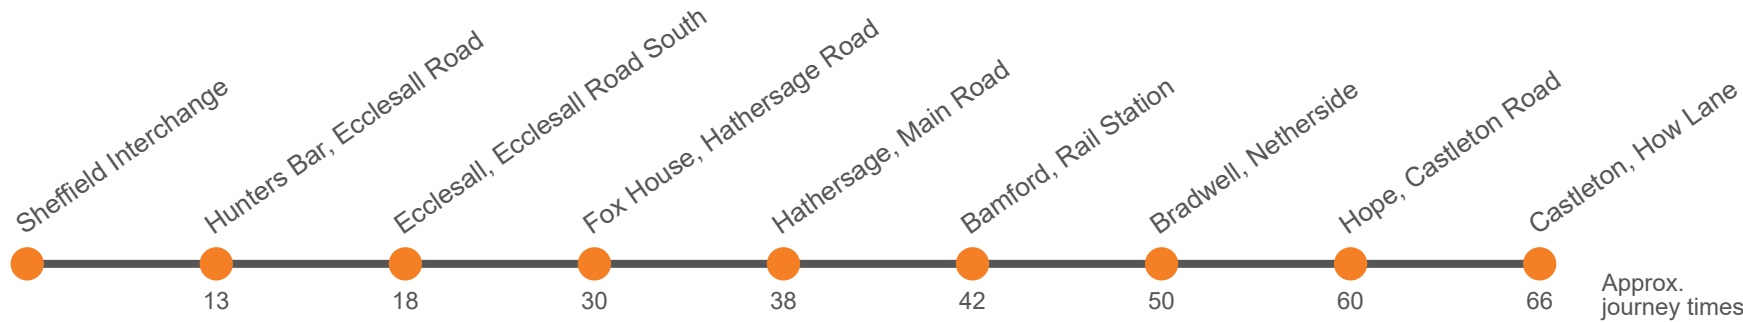 Sheffield Interchange
Hunters Bar, Ecclesall Road
Ecclesall, Ecclesall Road South
Fox House, Hathersage Road
Hathersage, Main Road
Bamford, Rail Station
Bradwell, Netherside
Hope, Castleton Road
Castleton, How Lane
13
18
30
38
42
50
60
66
Approx.
journey times